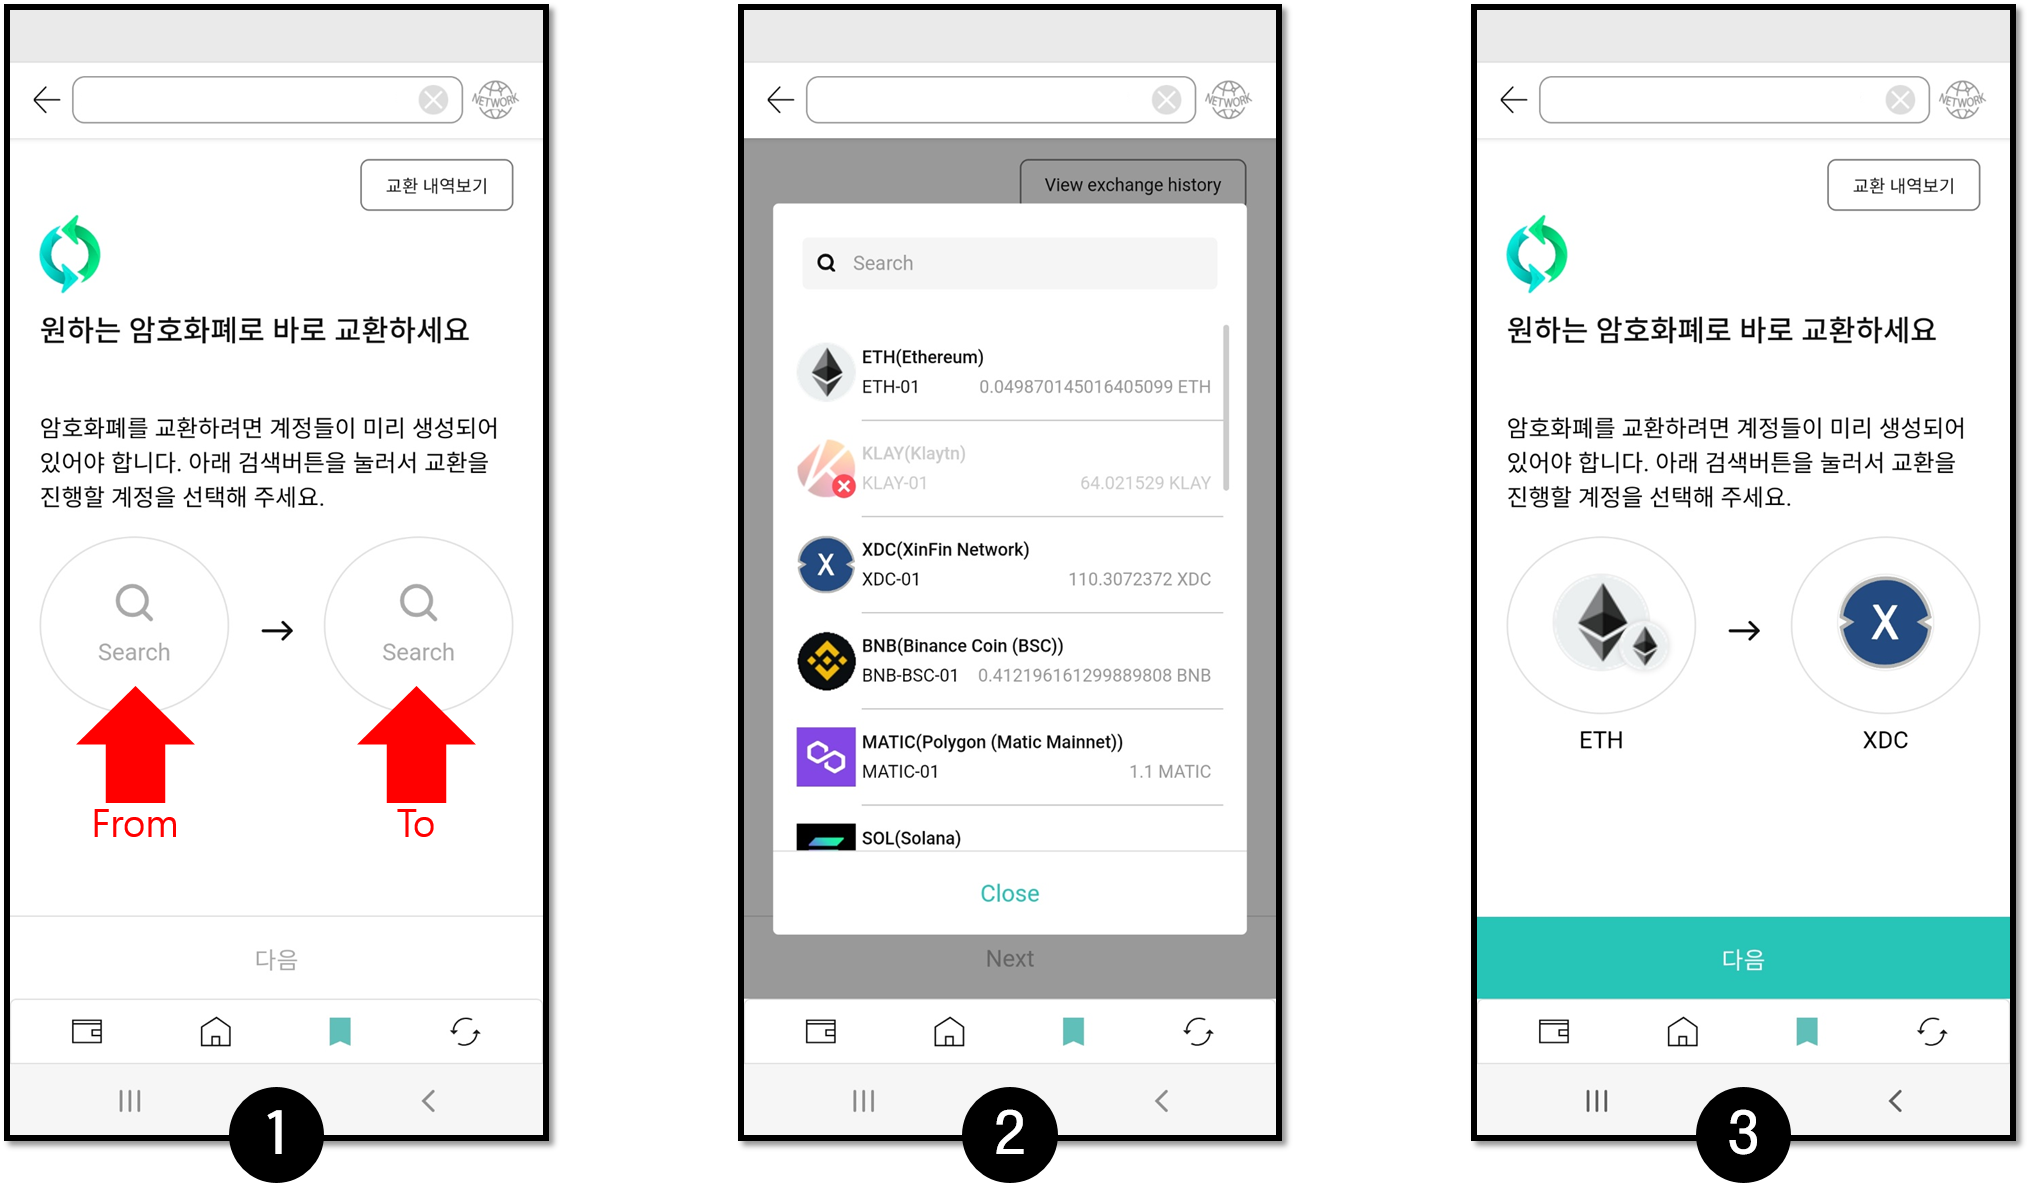 NETWORK
교환 내역보기
원하는 암호화폐로 바로 교환하세요
암호화폐를 교환하려면 계정들이 미리 생성되어
있어야 합니다. 아래 검색버튼을 눌러서 교환을
진행할 계정을 선택해 주세요.
Search
Search
From
To
다음
1
NETWORK
View exchange history
Search
ETH(Ethereum)
ETH-01 0.049870145016405099 ETH
KLAY(Klaytn)
KLAY-01 64.021529 KLAY
XDC(XinFin Network)
XDC-01 110.3072372 XDC
BNB(Binance Coin (BSC))
BNB-BSC-01 0.412196161299889808 BNB
MATIC(Polygon (Matic Mainnet))
MATIC-01 1.1 MATIC
SOL(Solana)
Close
Next
2
NETWORK
교환 내역보기
원하는 암호화폐로 바로 교환하세요
암호화폐를 교환하려면 계정들이 미리 생성되어
있어야 합니다. 아래 검색버튼을 눌러서 교환을
진행할 계정을 선택해 주세요.
X
ETH
XDC
다음
3